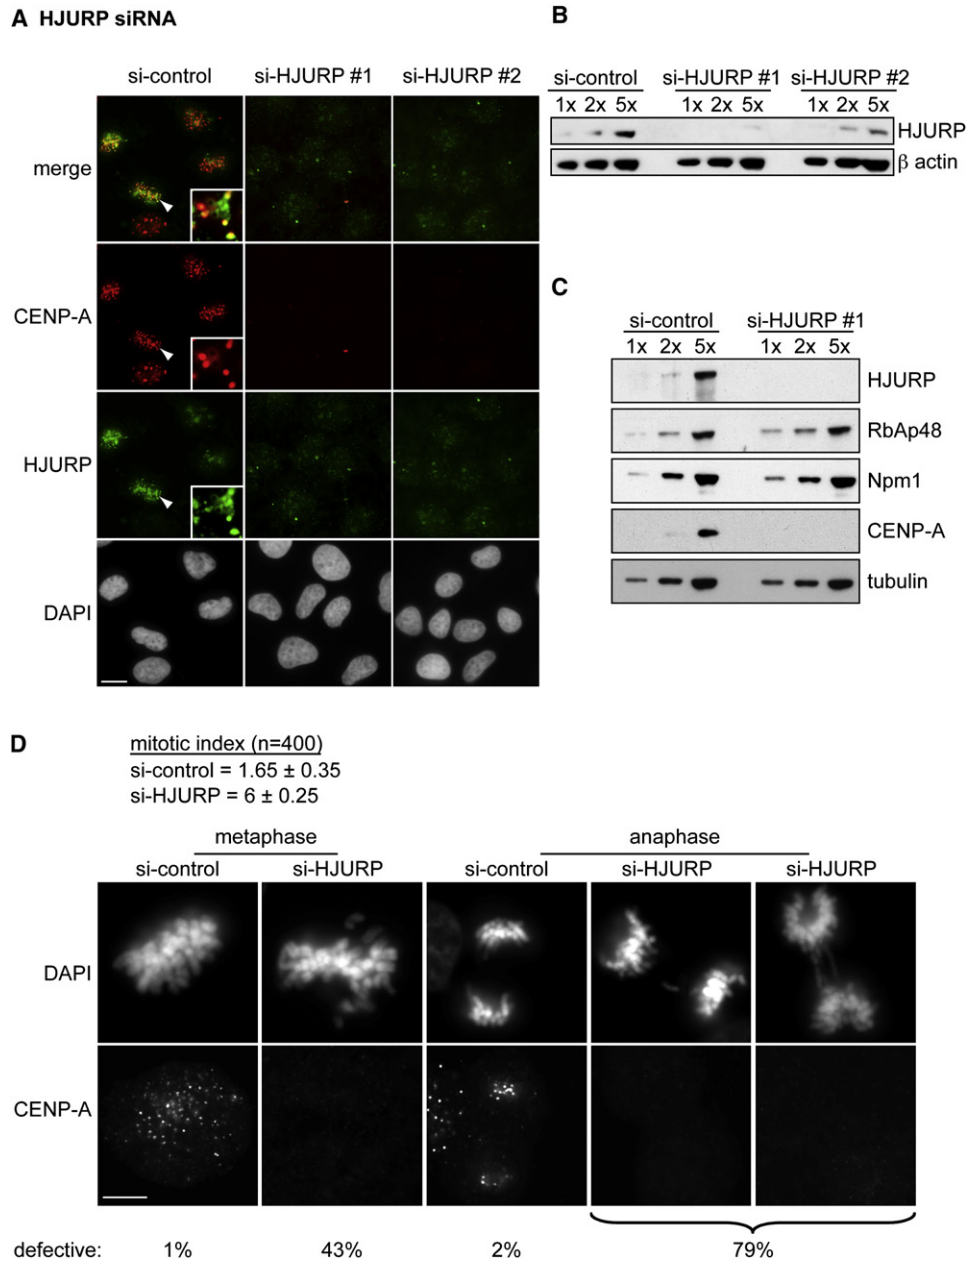 A HJURP siRNA
si-control si-HJURP #1 si-HJURP #2
merge
CENP-A
HJURP
DAPI
B
si-control si-HJURP #1 si-HJURP #2
1x 2x 5x 1x 2x 5x 1x 2x 5x
HJURP
β actin
C
si-control si-HJURP #1
1x 2x 5x 1x 2x 5x
HJURP
RbAp48
Npm1
CENP-A
tubulin
D
mitotic index (n=400)
si-control = 1.65 ± 0.35
si-HJURP = 6 ± 0.25
metaphase anaphase
si-control si-HJURP si-control si-HJURP si-HJURP
DAPI
CENP-A
defective: 1% 43% 2% 79%